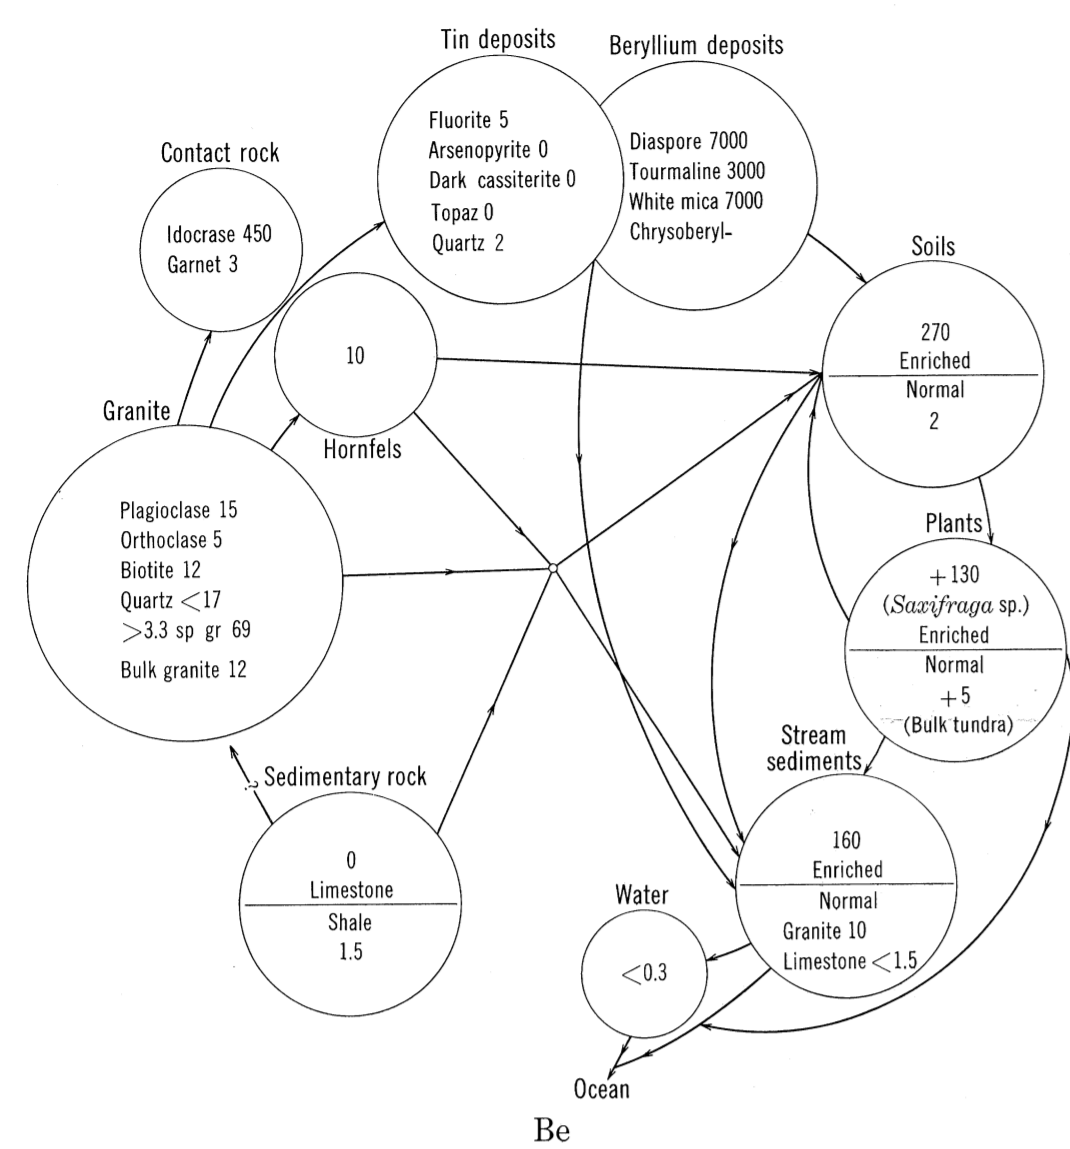 Tin deposits
Fluorite 5
Arsenopyrite 0
Dark cassiterite 0
Topaz 0
Quartz 2
Beryllium deposits
Diaspore 7000
Tourmaline 3000
White mica 7000
Chrysoberyl–
Contact rock
Idocrase 450
Garnet 3
Soils
270
Enriched
Normal
2
10
Hornfels
Granite
Plagioclase 15
Orthoclase 5
Biotite 12
Quartz <17
>3.3 sp gr 69
Bulk granite 12
Plants
+130
(Saxifraga sp.)
Enriched
Normal
+5
(Bulk tundra)
?
Sedimentary rock
0
Limestone
Shale
1.5
Stream
sediments
160
Enriched
Normal
Granite 10
Limestone <1.5
Water
<0.3
Ocean
Be